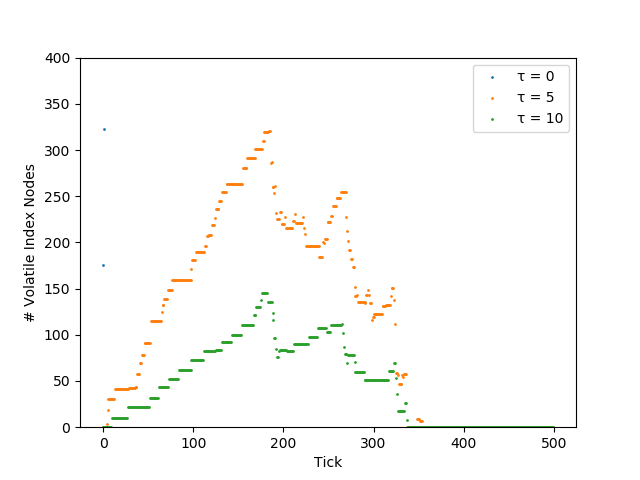 400
350
300
250
200
150
100
50
0
# Volatile Index Nodes
τ = 0
τ = 5
τ = 10
0 100 200 300 400 500
Tick